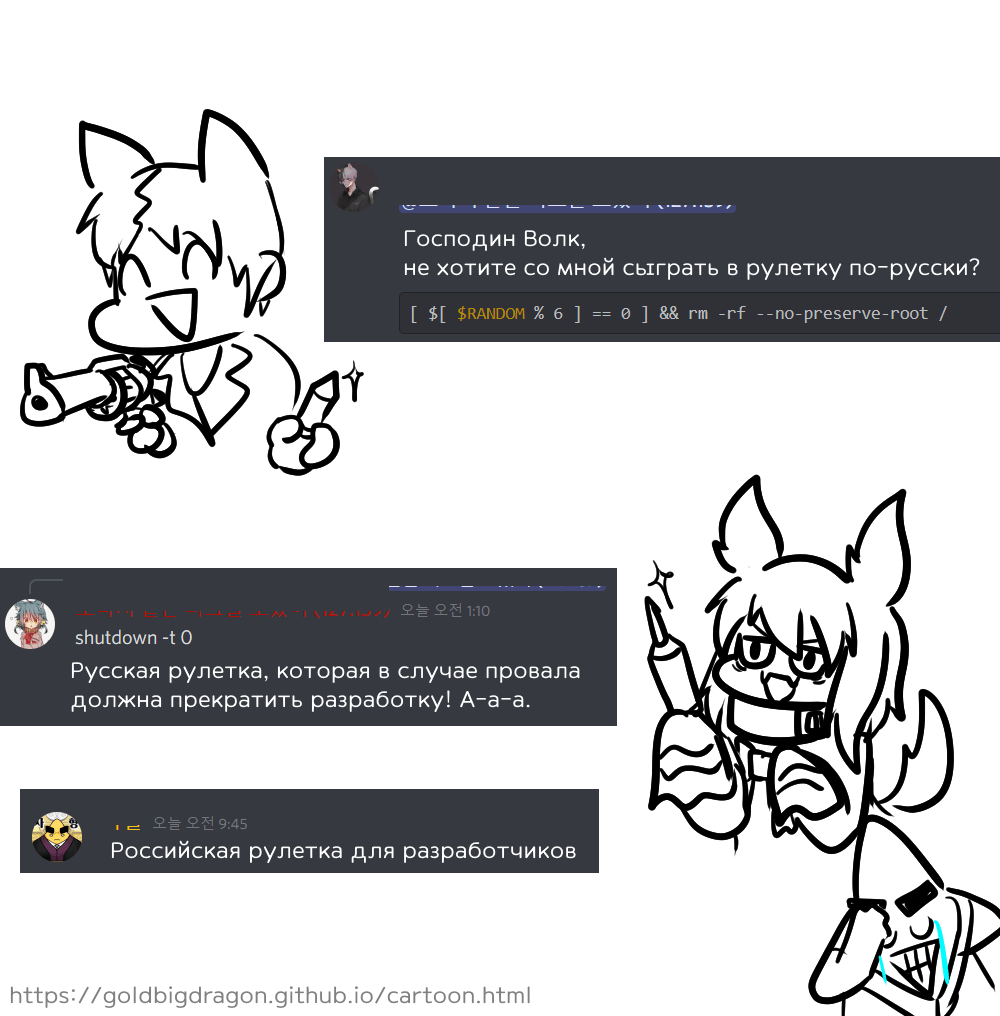 Господин Волк,
не хотите со мной сыграть в рулетку по-русски?
[ $[ $RANDOM % 6 ] == 0 ] && rm -rf --no-preserve-root /
오늘 오전 1:10
shutdown -t 0
Русская рулетка, которая в случае провала
должна прекратить разработку! А-а-а.
오늘 오전 9:45
Российская рулетка для разработчиков
https://goldbigdragon.github.io/cartoon.html